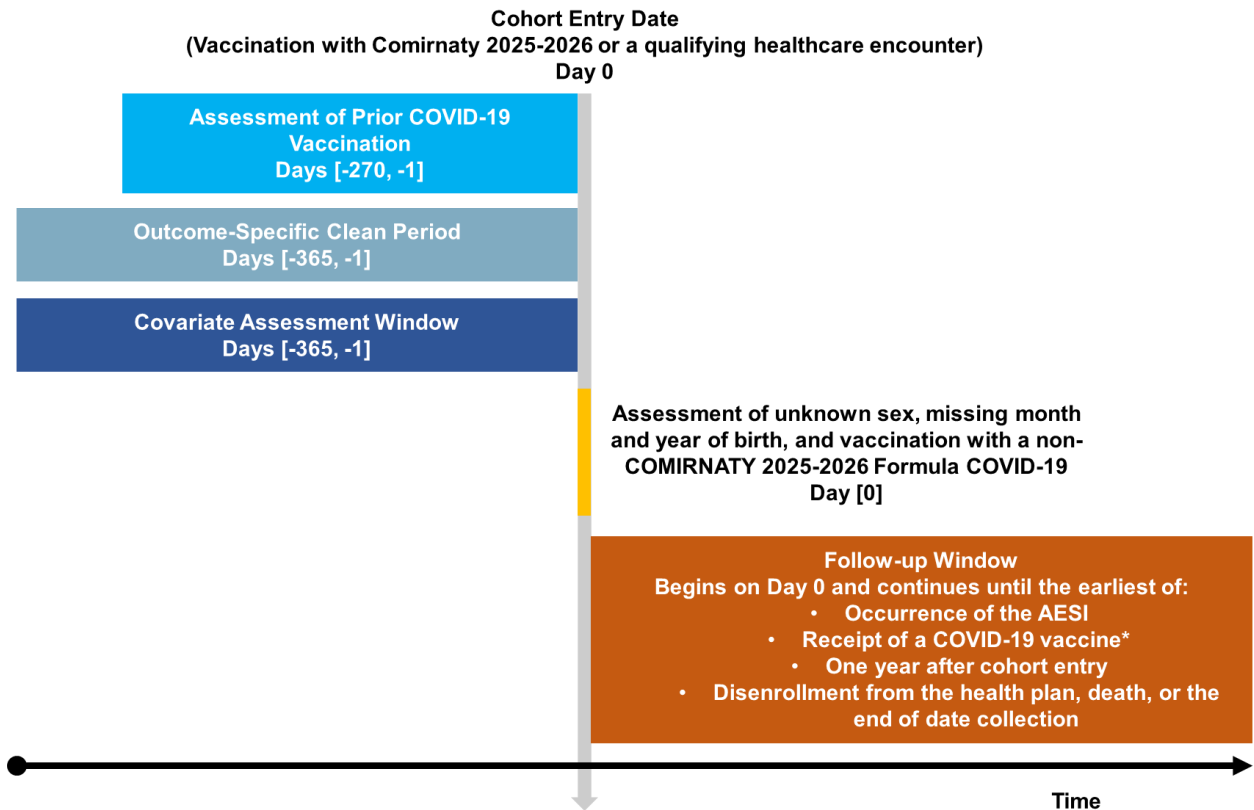 Cohort Entry Date
(Vaccination with Comirnaty 2025-2026 or a qualifying healthcare encounter)
Day 0
Assessment of Prior COVID-19
Vaccination
Days [-270, -1]
Outcome-Specific Clean Period
Days [-365, -1]
Covariate Assessment Window
Days [-365, -1]
Assessment of unknown sex, missing month
and year of birth, and vaccination with a non-
COMIRNATY 2025-2026 Formula COVID-19
Day [0]
Follow-up Window
Begins on Day 0 and continues until the earliest of:
• Occurrence of the AESI
• Receipt of a COVID-19 vaccine*
• One year after cohort entry
• Disenrollment from the health plan, death, or the
end of date collection
Time